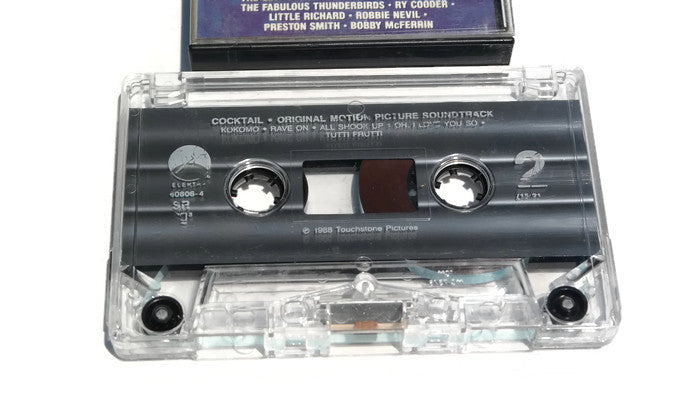 THE FABULOUS THUNDERBIRDS • RY COODER •
LITTLE RICHARD • ROBBIE NEVIL •
PRESTON SMITH • BOBBY McFERRIN
COCKTAIL • ORIGINAL MOTION PICTURE SOUNDTRACK
KOKOMO • RAVE ON • ALL SHOOK UP • OH, I LOVE YOU SO •
TUTTI FRUTTI
ELEKTRA
60806-4
SR
2
℗ 1988 Touchstone Pictures